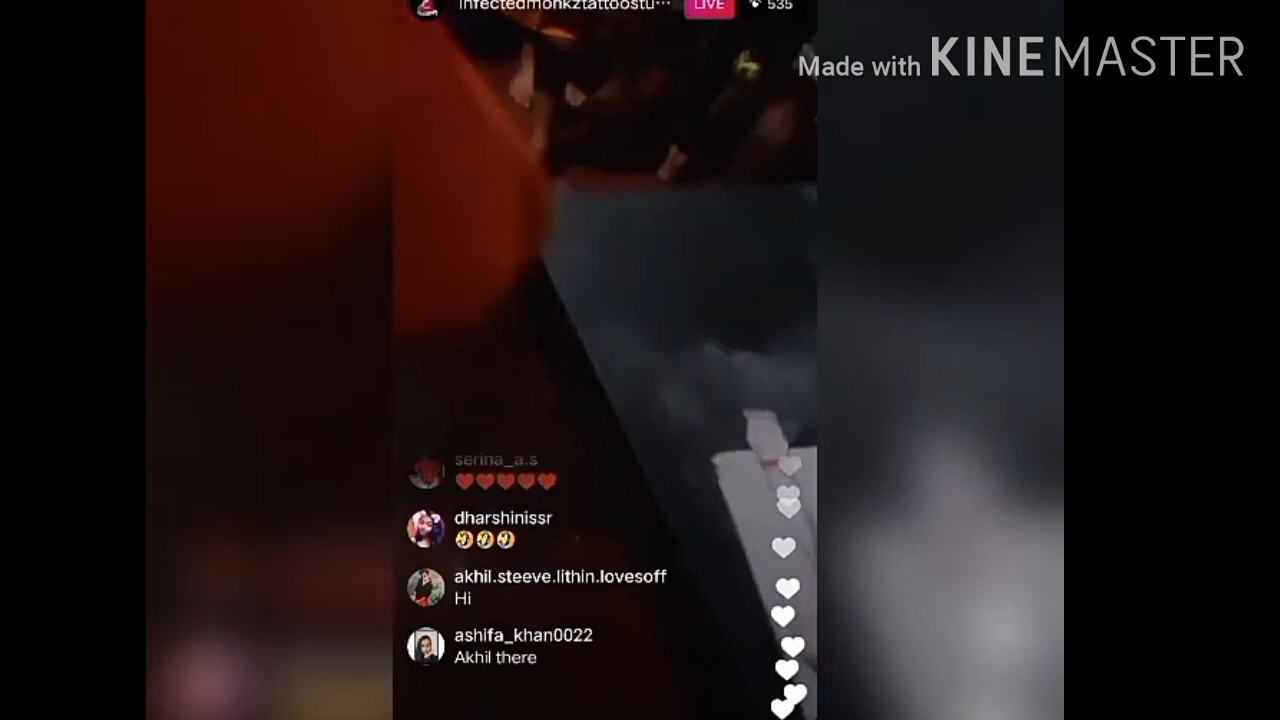 infectedmonkztattoostu...
LIVE
535
Made with KINEMASTER
serina_a.s
❤❤❤❤❤
dharshinissr
🤣🤣🤣
akhil.steeve.lithin.lovesoff
Hi
ashifa_khan0022
Akhil there